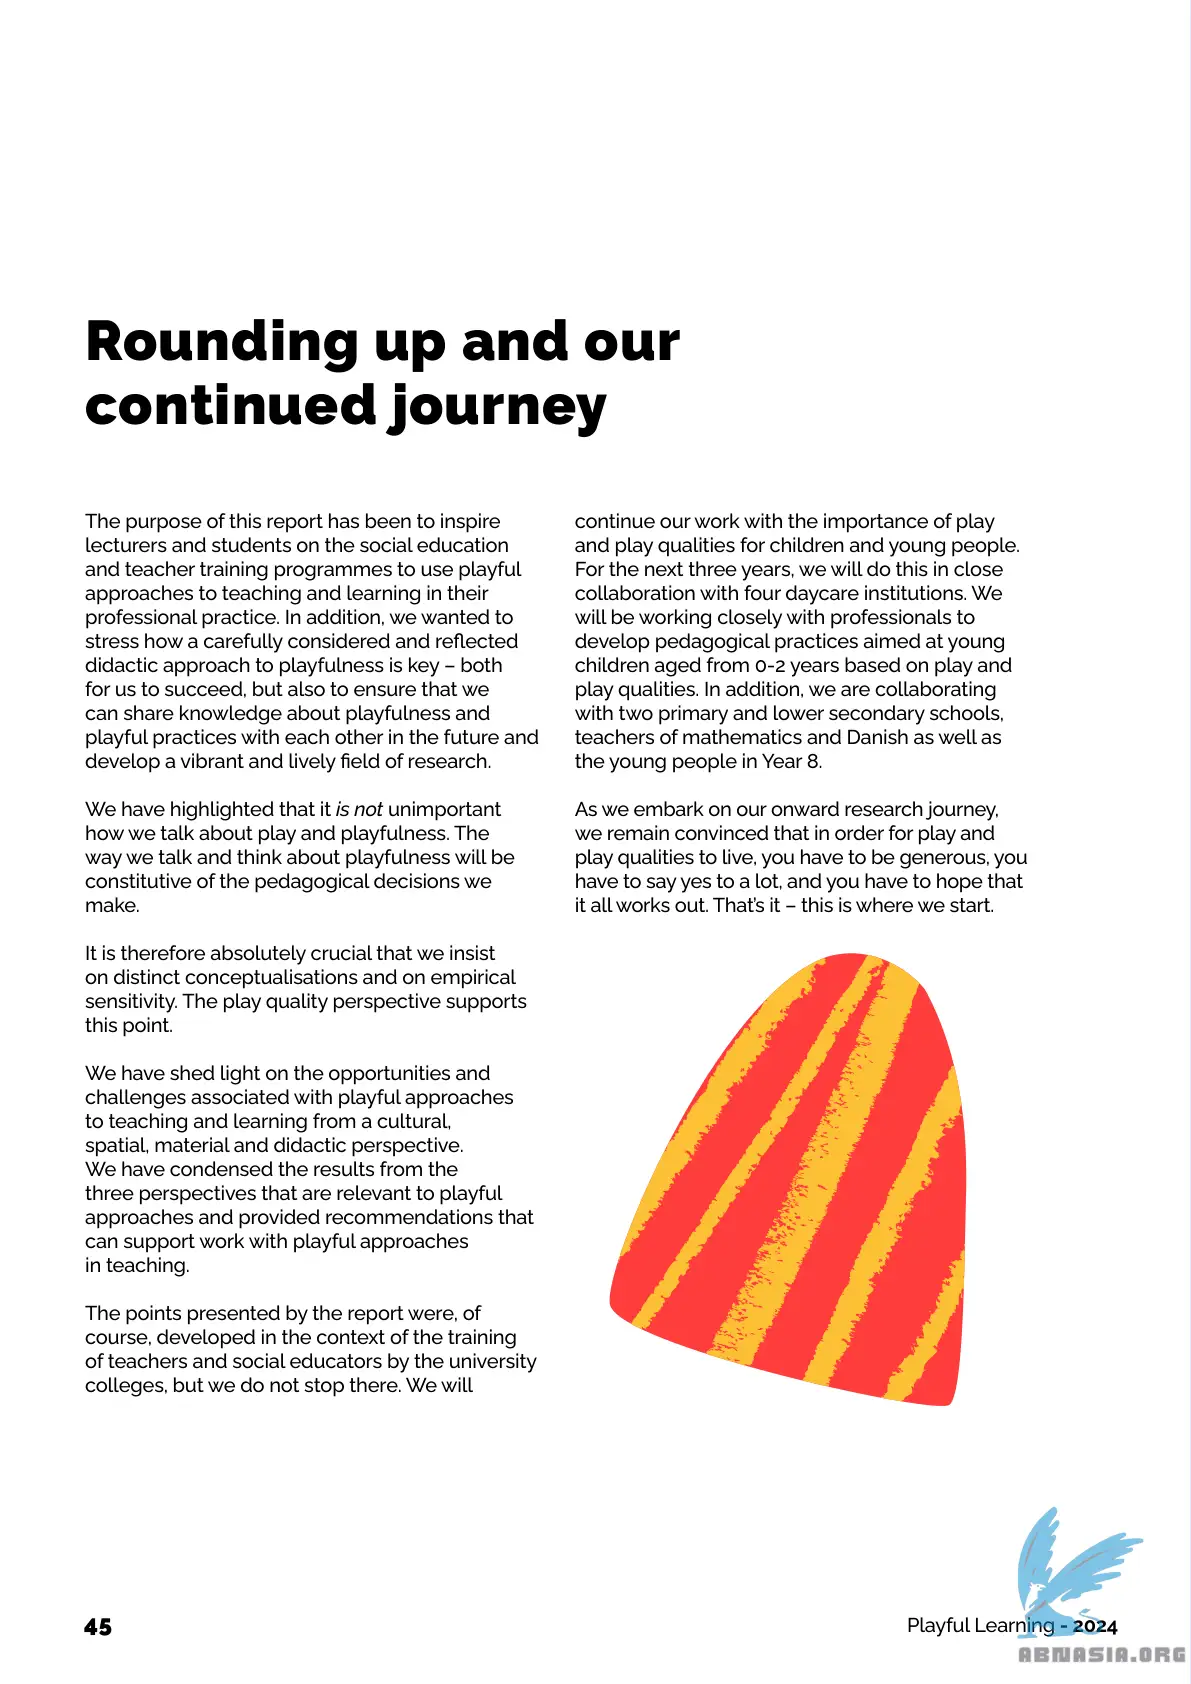 Rounding up and our
continued journey
The purpose of this report has been to inspire
lecturers and students on the social education
and teacher training programmes to use playful
approaches to teaching and learning in their
professional practice. In addition, we wanted to
stress how a carefully considered and reflected
didactic approach to playfulness is key – both
for us to succeed, but also to ensure that we
can share knowledge about playfulness and
playful practices with each other in the future and
develop a vibrant and lively field of research.
We have highlighted that it is not unimportant
how we talk about play and playfulness. The
way we talk and think about playfulness will be
constitutive of the pedagogical decisions we
make.
It is therefore absolutely crucial that we insist
on distinct conceptualisations and on empirical
sensitivity. The play quality perspective supports
this point.
We have shed light on the opportunities and
challenges associated with playful approaches
to teaching and learning from a cultural,
spatial, material and didactic perspective.
We have condensed the results from the
three perspectives that are relevant to playful
approaches and provided recommendations that
can support work with playful approaches
in teaching.
The points presented by the report were, of
course, developed in the context of the training
of teachers and social educators by the university
colleges, but we do not stop there. We will
continue our work with the importance of play
and play qualities for children and young people.
For the next three years, we will do this in close
collaboration with four daycare institutions. We
will be working closely with professionals to
develop pedagogical practices aimed at young
children aged from 0-2 years based on play and
play qualities. In addition, we are collaborating
with two primary and lower secondary schools,
teachers of mathematics and Danish as well as
the young people in Year 8.
As we embark on our onward research journey,
we remain convinced that in order for play and
play qualities to live, you have to be generous, you
have to say yes to a lot, and you have to hope that
it all works out. That's it – this is where we start.
45
Playful Learning - 2024
ABNASIA.ORG